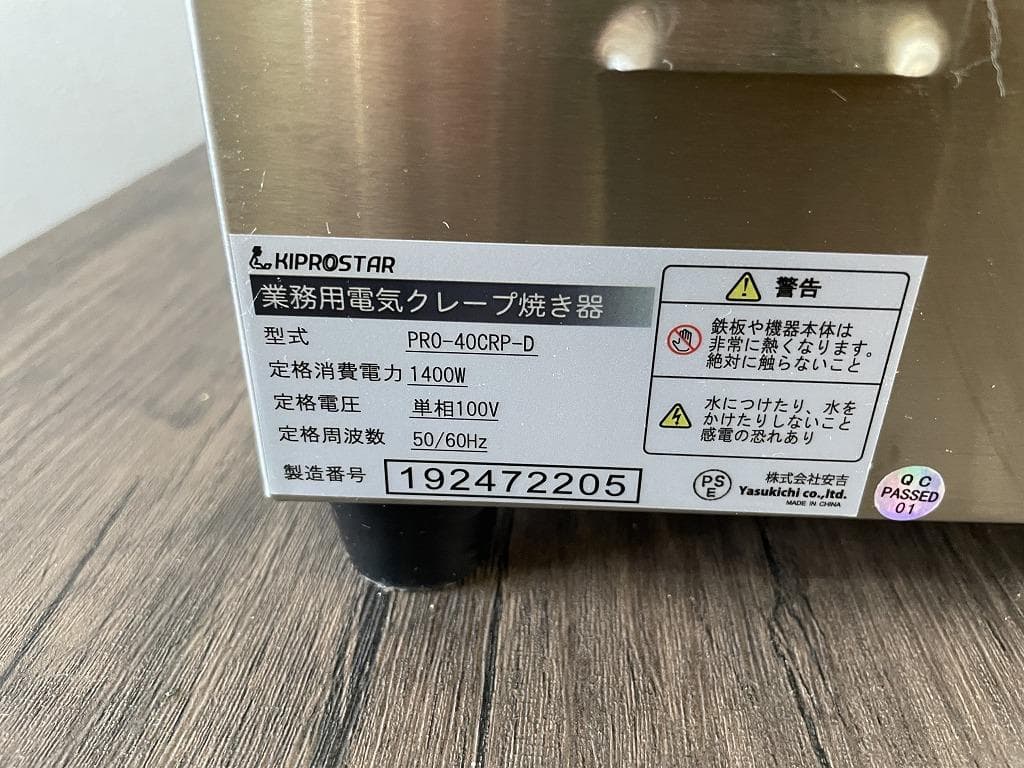 KIPROSTAR
業務用電気クレープ焼き器
型式 PRO-40CRP-D
定格消費電力 1400W
定格電圧 単相100V
定格周波数 50/60Hz
製造番号 192472205
警告
鉄板や機器本体は
非常に熱くなります。
絶対に触らないこと
水につけたり、水を
かけたりしないこと
感電の恐れあり
PS
E
株式会社安吉
Yasukichi co.,ltd.
MADE IN CHINA
QC
PASSED
01